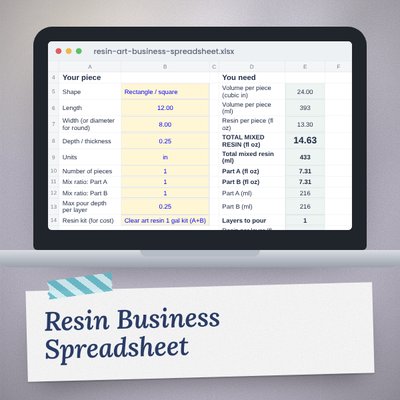 resin-art-business-spreadsheet.xlsx
A B C D E F
4 Your piece You need
5 Shape Rectangle / square Volume per piece (cubic in) 24.00
6 Length 12.00 Volume per piece (ml) 393
7 Width (or diameter for round) 8.00 Resin per piece (fl oz) 13.30
8 Depth / thickness 0.25 TOTAL MIXED RESIN (fl oz) 14.63
9 Units in Total mixed resin (ml) 433
10 Number of pieces 1 Part A (fl oz) 7.31
11 Mix ratio: Part A 1 Part B (fl oz) 7.31
12 Mix ratio: Part B 1 Part A (ml) 216
13 Max pour depth per layer 0.25 Part B (ml) 216
14 Resin kit (for cost) Clear art resin 1 gal kit (A+B) Layers to pour 1
Resin Business
Spreadsheet